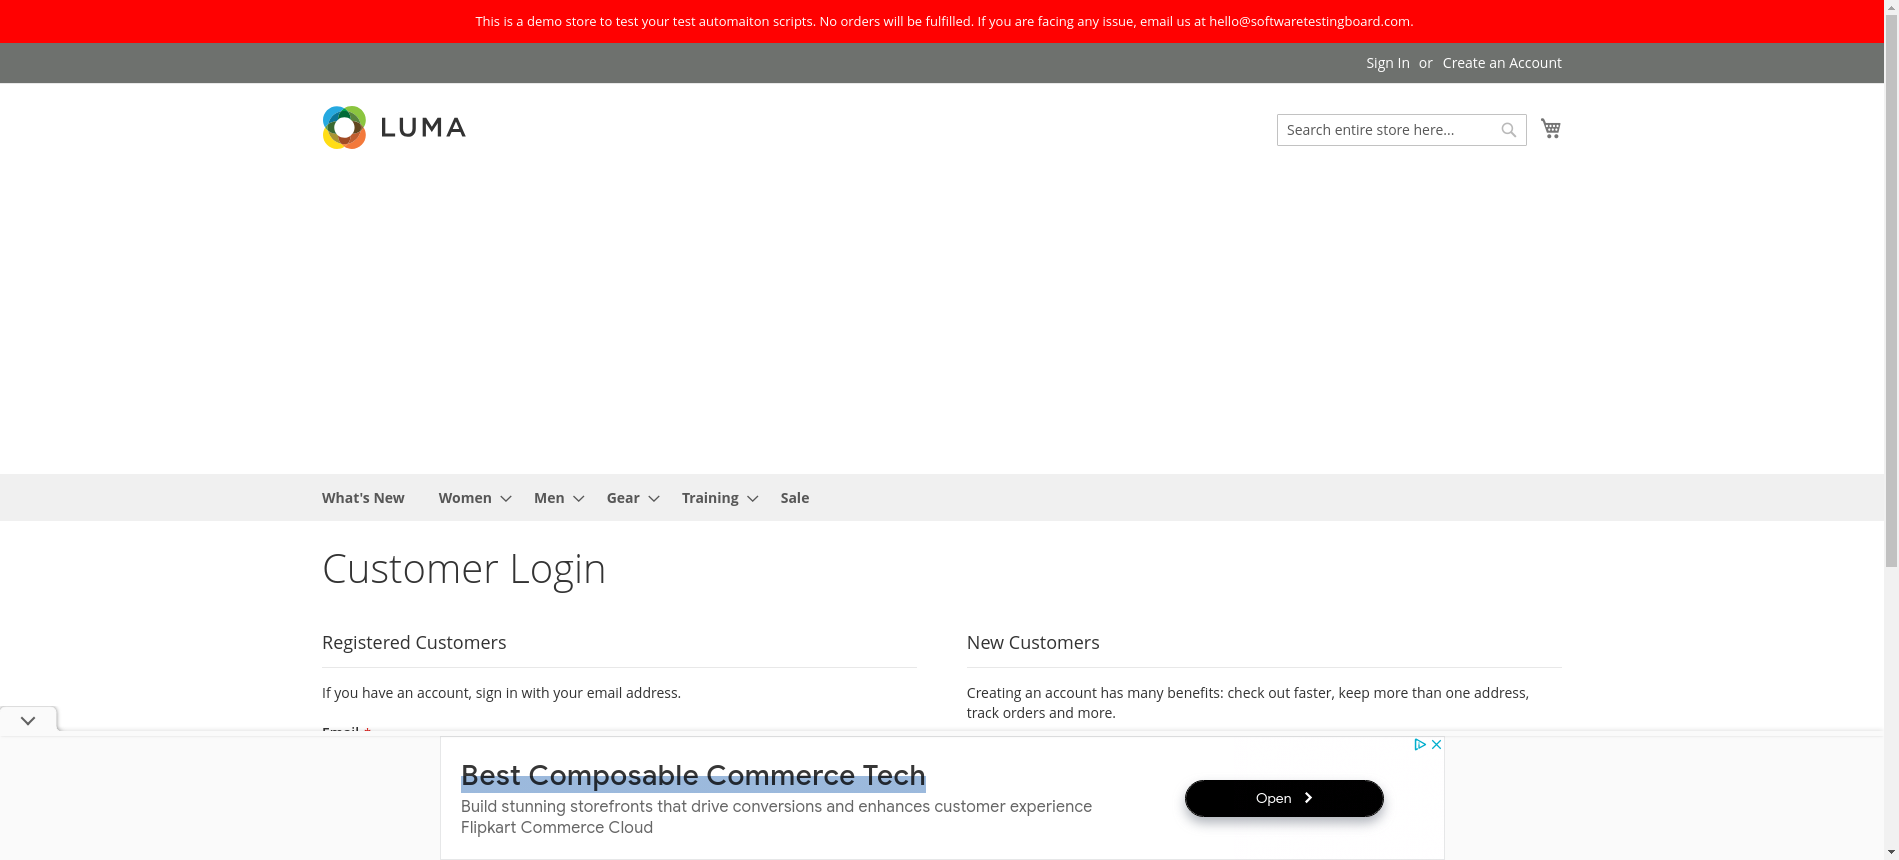 This is a demo store to test your test automaiton scripts. No orders will be fulfilled. If you are facing any issue, email us at hello@softwaretestingboard.com.
Sign In or Create an Account
LUMA
Search entire store here...
What's New Women Men Gear Training Sale
Customer Login
Registered Customers
If you have an account, sign in with your email address.
Email *
New Customers
Creating an account has many benefits: check out faster, keep more than one address,
track orders and more.
Best Composable Commerce Tech
Build stunning storefronts that drive conversions and enhances customer experience
Flipkart Commerce Cloud
Open